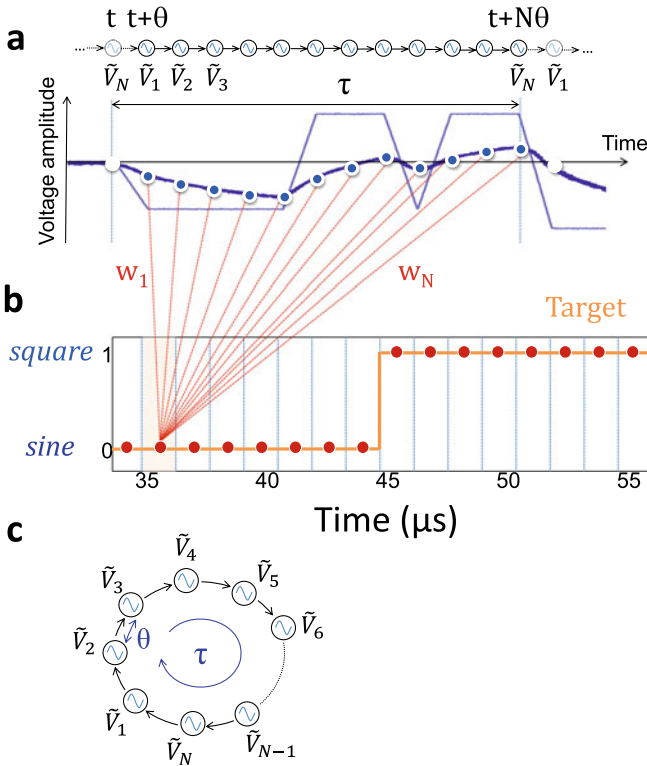 a
t t+θ t+Nθ
... ...
Ṽ_N Ṽ_1 Ṽ_2 Ṽ_3 Ṽ_N Ṽ_1
τ
Time
Voltage amplitude
w_1 w_N
b
Target
square 1
sine 0
35 40 45 50 55
Time (μs)
c
Ṽ_4
Ṽ_3 Ṽ_5
Ṽ_2 θ τ Ṽ_6
Ṽ_1 Ṽ_N Ṽ_{N−1}